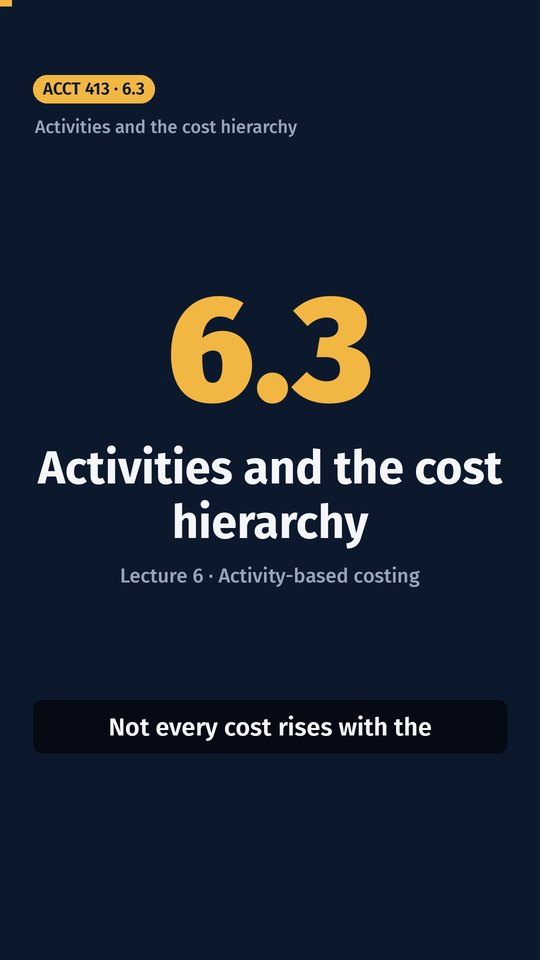 ACCT 413 · 6.3
Activities and the cost hierarchy
6.3
Activities and the cost
hierarchy
Lecture 6 · Activity-based costing
Not every cost rises with the